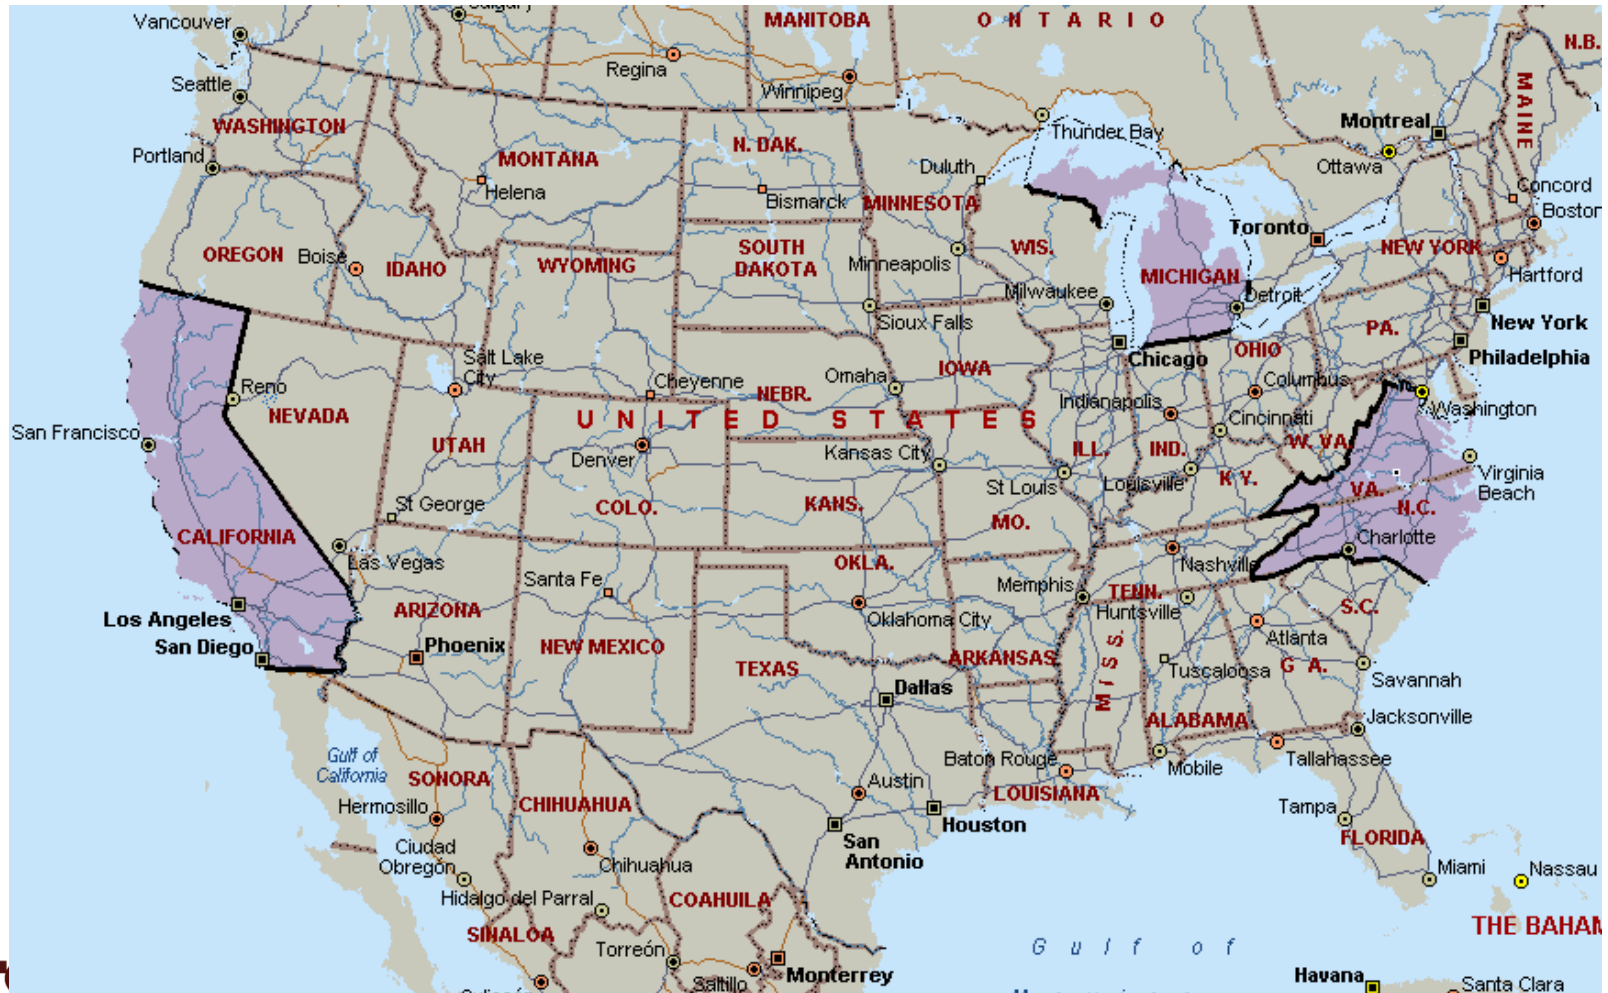 MANITOBA
O N T A R I O
Vancouver
N.B.
Regina
Seattle
Winnipeg
MAINE
WASHINGTON
Thunder Bay
Montreal
N. DAK.
Portland
MONTANA
Duluth
Ottawa
Helena
Bismarck
MINNESOTA
Concord
Boston
Toronto
OREGON
Boise
IDAHO
WYOMING
SOUTH
DAKOTA
WIS.
NEW YORK
Minneapolis
MICHIGAN
Hartford
Milwaukee
Detroit
Sioux Falls
New York
PA.
Salt Lake
City
Chicago
OHIO
Philadelphia
IOWA
Reno
Cheyenne
Omaha
NEBR.
Columbus
Indianapolis
Washington
NEVADA
UNITED STATES
Cincinnati
San Francisco
UTAH
Denver
Kansas City
ILL.
IND.
W. VA.
St Louis
Louisville
KY.
Virginia
Beach
St George
COLO.
KANS.
VA.
N.C.
MO.
CALIFORNIA
Charlotte
Las Vegas
OKLA.
Nashville
Santa Fe
Memphis
TENN.
Los Angeles
ARIZONA
Oklahoma City
Huntsville
S.C.
San Diego
Phoenix
NEW MEXICO
Atlanta
TEXAS
ARKANSAS
MISS.
Tuscaloosa
G A.
Savannah
Dallas
ALABAMA
Jacksonville
Gulf of
California
SONORA
Baton Rouge
Mobile
Tallahassee
Austin
LOUISIANA
Hermosillo
CHIHUAHUA
Tampa
Houston
San
Antonio
FLORIDA
Ciudad
Obregón
Chihuahua
Miami
Nassau
Hidalgo del Parral
COAHUILA
THE BAHAM
SINALOA
Torreón
Gulf of
Monterrey
Saltillo
Havana
Santa Clara